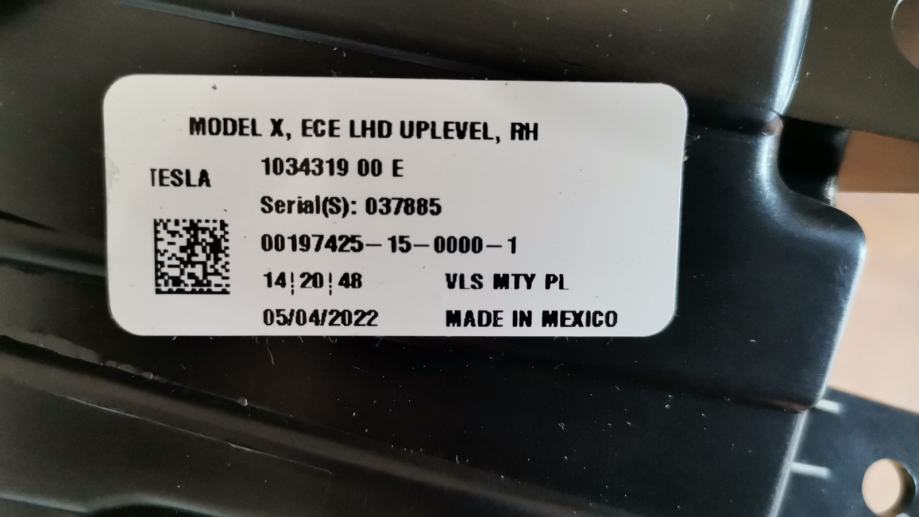 MODEL X, ECE LHD UPLEVEL, RH
1034319 00 E
TESLA
Serial(S): 037885
00197425-15-0000-1
14¦20¦48 VLS MTY PL
05/04/2022 MADE IN MEXICO